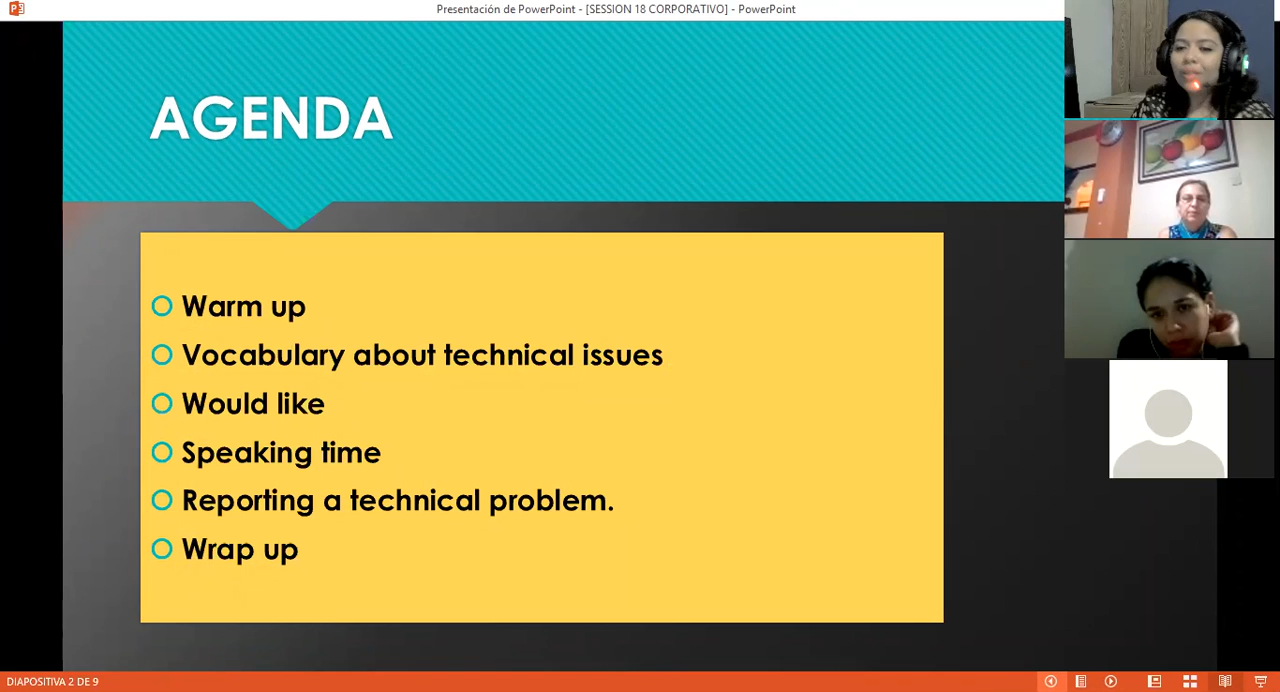 Presentación de PowerPoint - [SESSION 18 CORPORATIVO] - PowerPoint
AGENDA
Warm up
Vocabulary about technical issues
Would like
Speaking time
Reporting a technical problem.
Wrap up
DIAPOSITIVA 2 DE 9